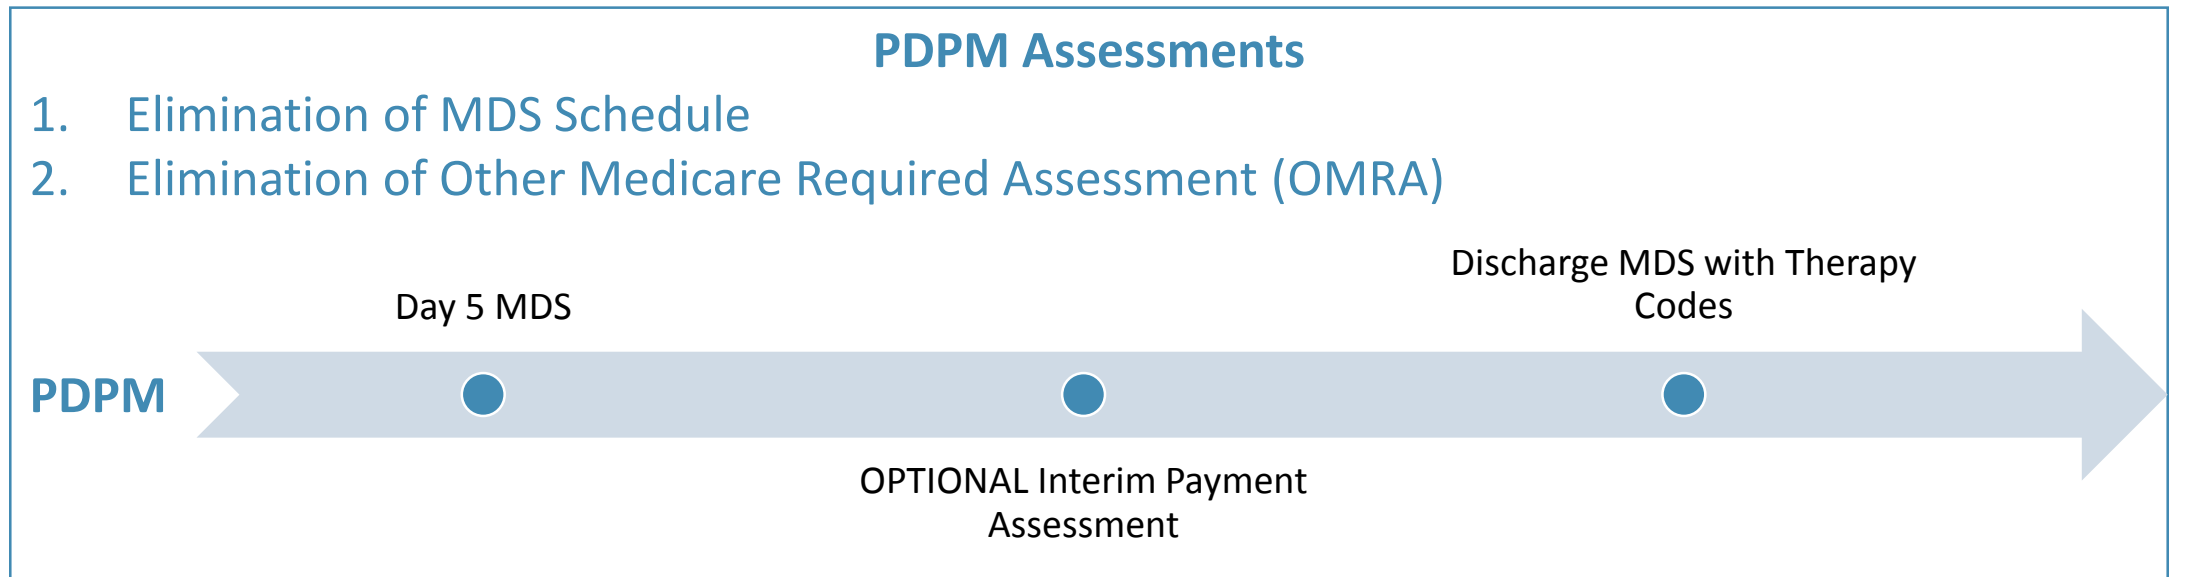 PDPM Assessments
1. Elimination of MDS Schedule
2. Elimination of Other Medicare Required Assessment (OMRA)
Day 5 MDS
Discharge MDS with Therapy
Codes
PDPM
OPTIONAL Interim Payment
Assessment